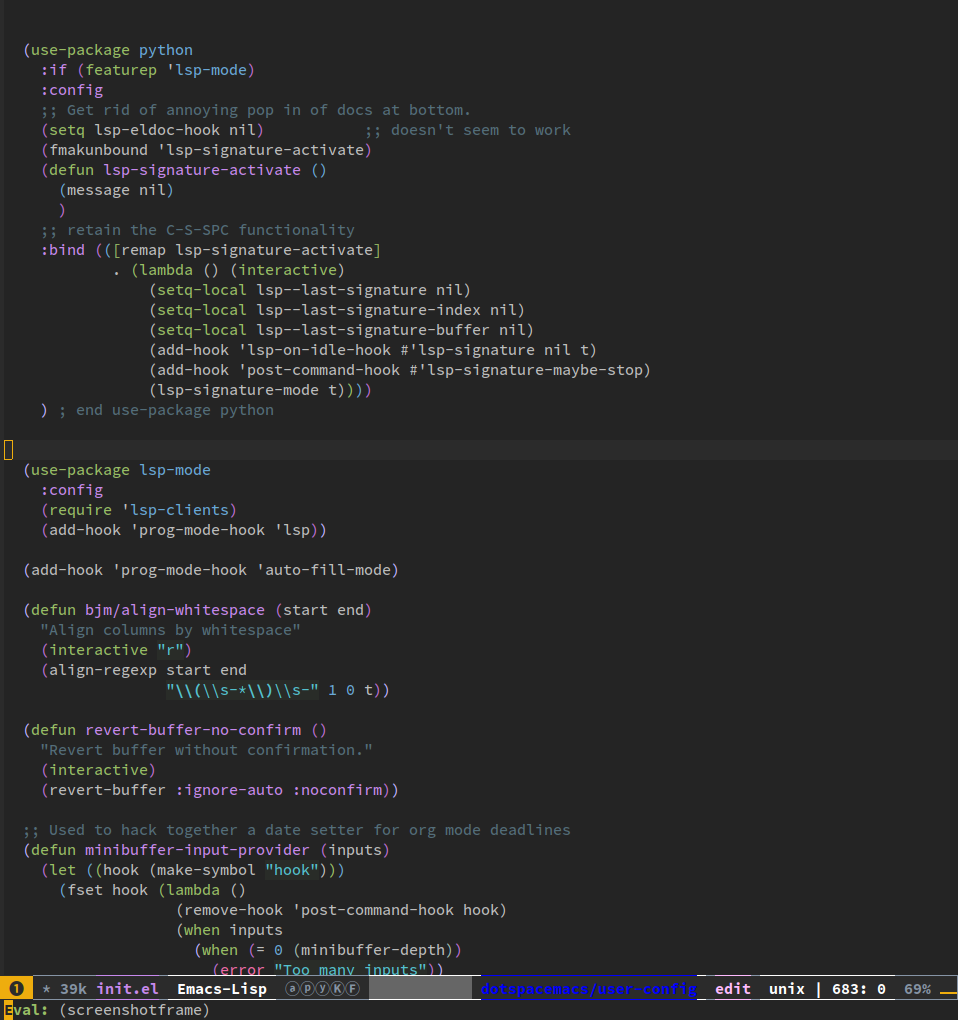 (use-package python
  :if (featurep 'lsp-mode)
  :config
  ;; Get rid of annoying pop in of docs at bottom.
  (setq lsp-eldoc-hook nil)           ;; doesn't seem to work
  (fmakunbound 'lsp-signature-activate)
  (defun lsp-signature-activate ()
    (message nil)
    )
  ;; retain the C-S-SPC functionality
  :bind (([remap lsp-signature-activate]
          . (lambda () (interactive)
              (setq-local lsp--last-signature nil)
              (setq-local lsp--last-signature-index nil)
              (setq-local lsp--last-signature-buffer nil)
              (add-hook 'lsp-on-idle-hook #'lsp-signature nil t)
              (add-hook 'post-command-hook #'lsp-signature-maybe-stop)
              (lsp-signature-mode t))))
  ) ; end use-package python
(use-package lsp-mode
  :config
  (require 'lsp-clients)
  (add-hook 'prog-mode-hook 'lsp))
(add-hook 'prog-mode-hook 'auto-fill-mode)
(defun bjm/align-whitespace (start end)
  "Align columns by whitespace"
  (interactive "r")
  (align-regexp start end
                "\\(\\s-*\\)\\s-" 1 0 t))
(defun revert-buffer-no-confirm ()
  "Revert buffer without confirmation."
  (interactive)
  (revert-buffer :ignore-auto :noconfirm))
;; Used to hack together a date setter for org mode deadlines
(defun minibuffer-input-provider (inputs)
  (let ((hook (make-symbol "hook")))
    (fset hook (lambda ()
                 (remove-hook 'post-command-hook hook)
                 (when inputs
                   (when (= 0 (minibuffer-depth))
                     (error "Too many inputs"))
❶ * 39k init.el  Emacs-Lisp  ⓐⓟⓨⓀⒻ  dotspacemacs/user-config  edit  unix | 683: 0  69%
Eval: (screenshotframe)